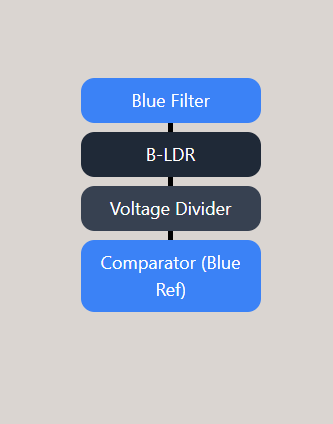 Blue Filter
B-LDR
Voltage Divider
Comparator (Blue
Ref)